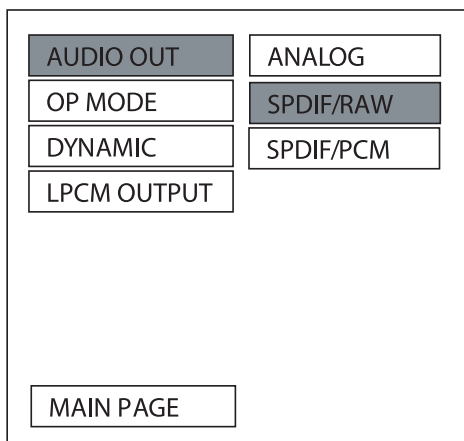 AUDIO OUT
OP MODE
DYNAMIC
LPCM OUTPUT
ANALOG
SPDIF/RAW
SPDIF/PCM
MAIN PAGE